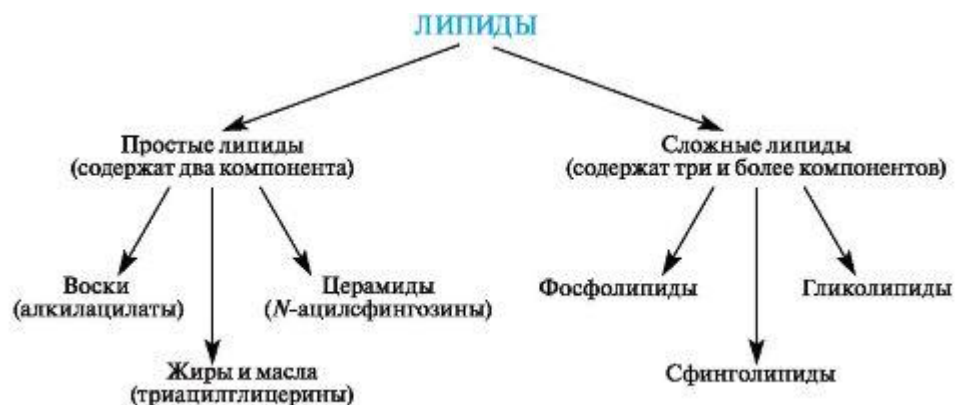 ЛИПИДЫ
Простые липиды
(содержат два компонента)
Сложные липиды
(содержат три и более компонентов)
Воски
(алкилацилаты)
Церамиды
(N-ацилсфингозины)
Жиры и масла
(триацилглицерины)
Фосфолипиды
Гликолипиды
Сфинголипиды